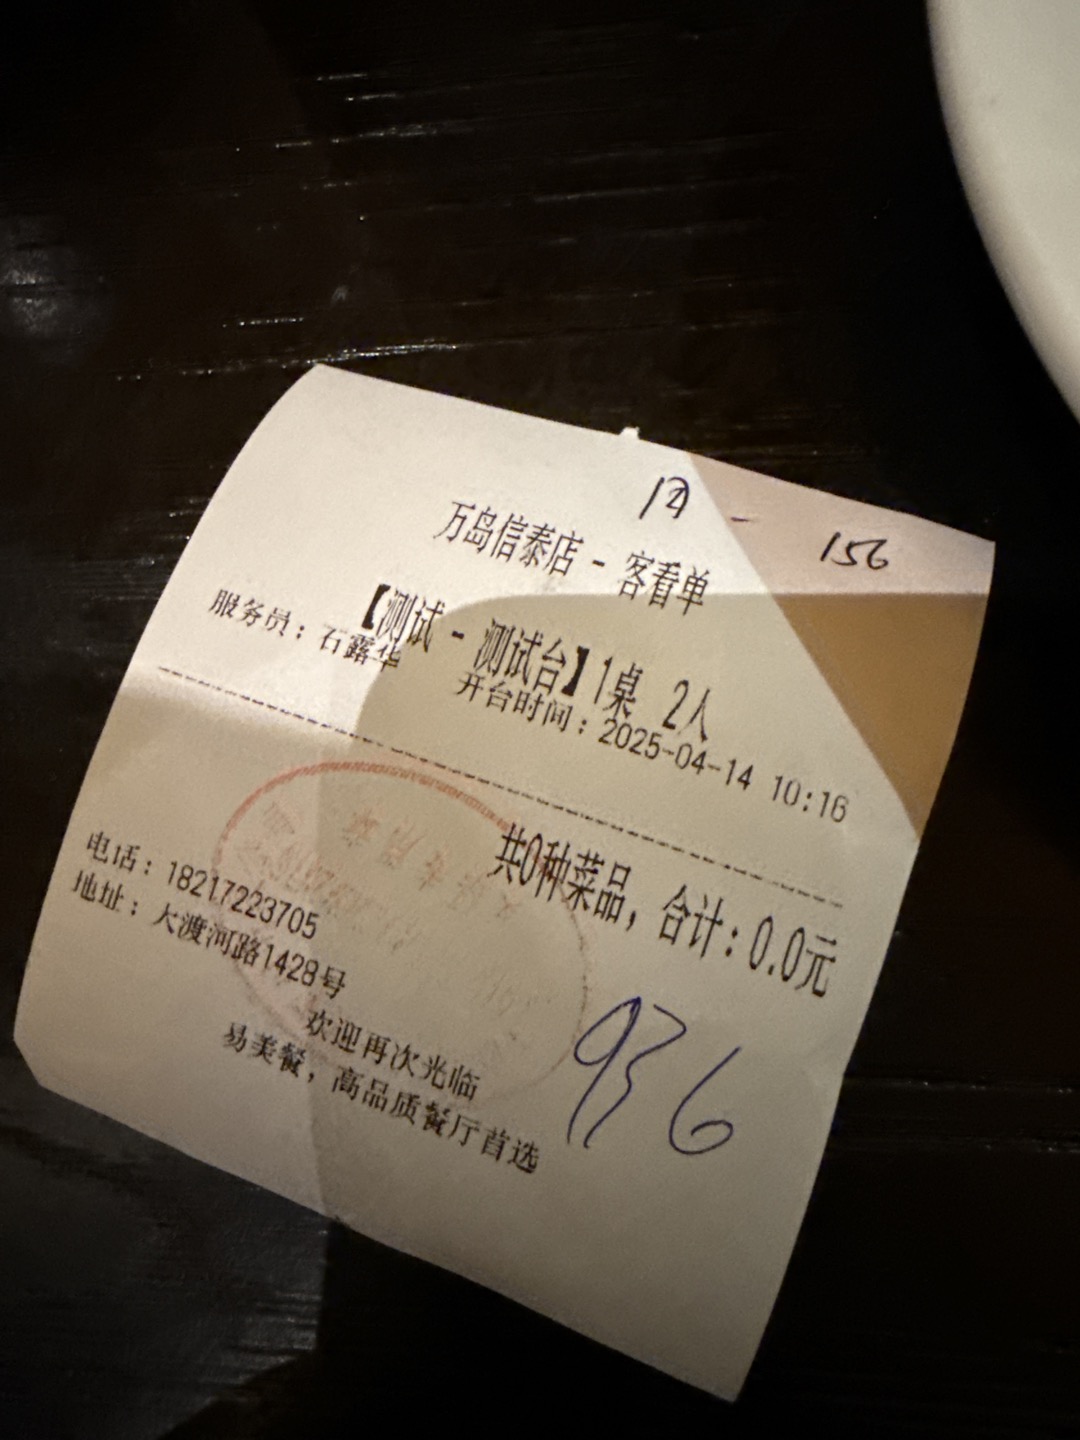 156
万岛信泰店 - 客看单
【测试 - 测试台】1桌 2人
服务员：石露华
开台时间：2025-04-14 10:16
共0种菜品，合计：0.0元
电话：18217223705
地址：大渡河路1428号
936
欢迎再次光临
易美餐，高品质餐厅首选